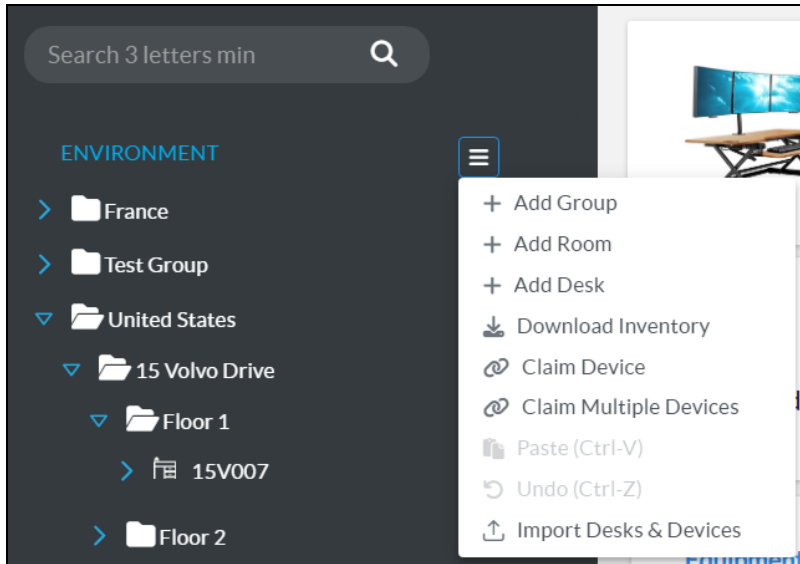 Search 3 letters min
ENVIRONMENT
France
Test Group
United States
15 Volvo Drive
Floor 1
15V007
Floor 2
Add Group
Add Room
Add Desk
Download Inventory
Claim Device
Claim Multiple Devices
Paste (Ctrl-V)
Undo (Ctrl-Z)
Import Desks & Devices
Equipment